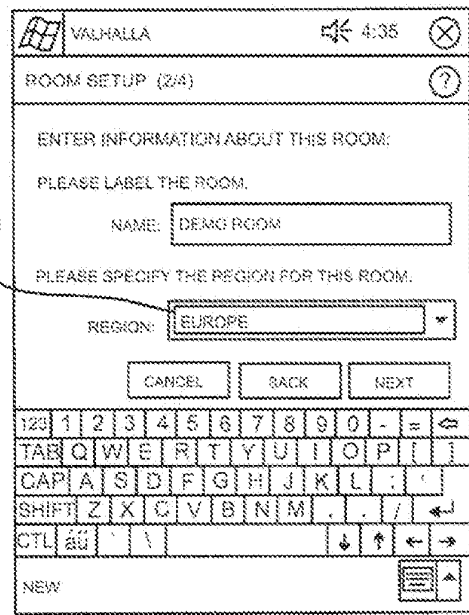 VALHALLA 4:35
ROOM SETUP (2/4) ?
ENTER INFORMATION ABOUT THIS ROOM:
PLEASE LABEL THE ROOM.
NAME: DEMO ROOM
PLEASE SPECIFY THE REGION FOR THIS ROOM.
REGION: EUROPE
CANCEL BACK NEXT
123 1 2 3 4 5 6 7 8 9 0 - =
TAB Q W E R T Y U I O P [ ]
CAP A S D F G H J K L ; '
SHIFT Z X C V B N M , . /
CTL áü ` \
NEW